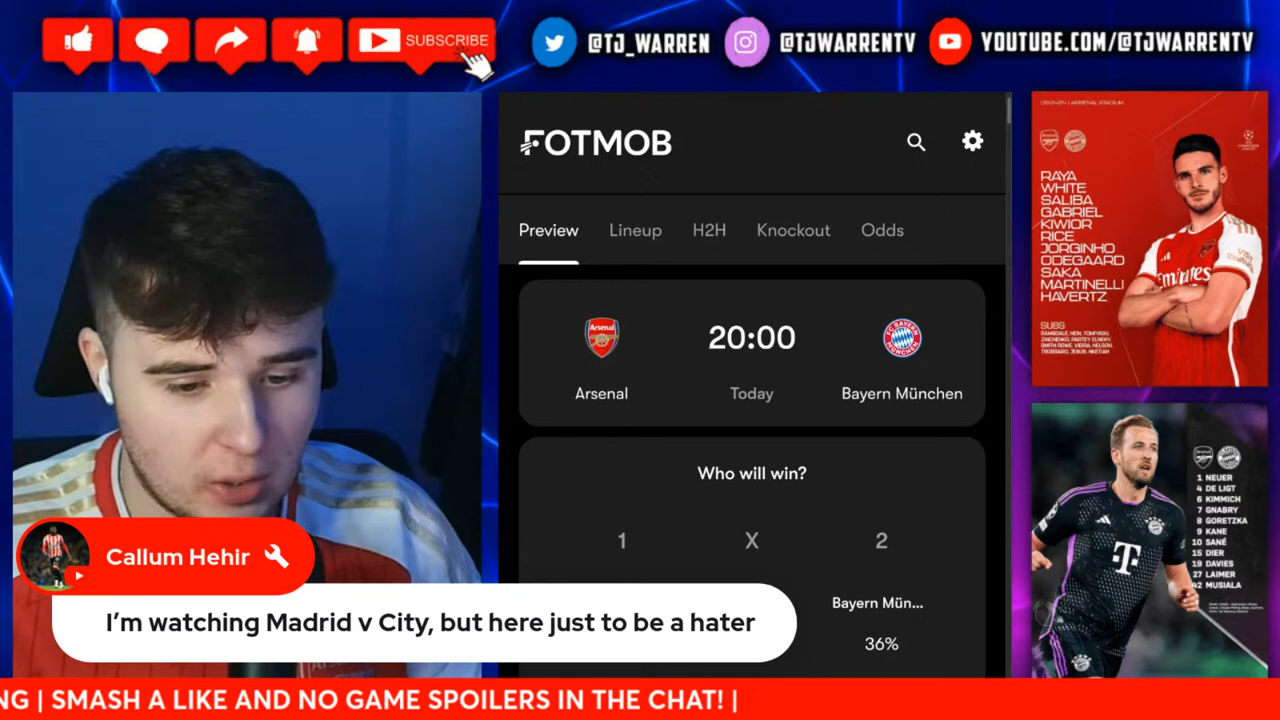 SUBSCRIBE
@TJ_WARREN
@TJWARRENTV
YOUTUBE.COM/@TJWARRENTV
FOTMOB
Preview Lineup H2H Knockout Odds
Arsenal
20:00
Arsenal Today Bayern München
Who will win?
1 X 2
Bayern Mün...
36%
Callum Hehir
I'm watching Madrid v City, but here just to be a hater
NG | SMASH A LIKE AND NO GAME SPOILERS IN THE CHAT! |
RAYA
WHITE
SALIBA
GABRIEL
KIWIOR
RICE
JORGINHO
ODEGAARD
SAKA
MARTINELLI
HAVERTZ
SUBS
Emirates
1 NEUER
4 DE LIGT
6 KIMMICH
7 GNABRY
8 GORETZKA
9 KANE
10 SANÉ
15 DIER
19 DAVIES
27 LAIMER
42 MUSIALA
T